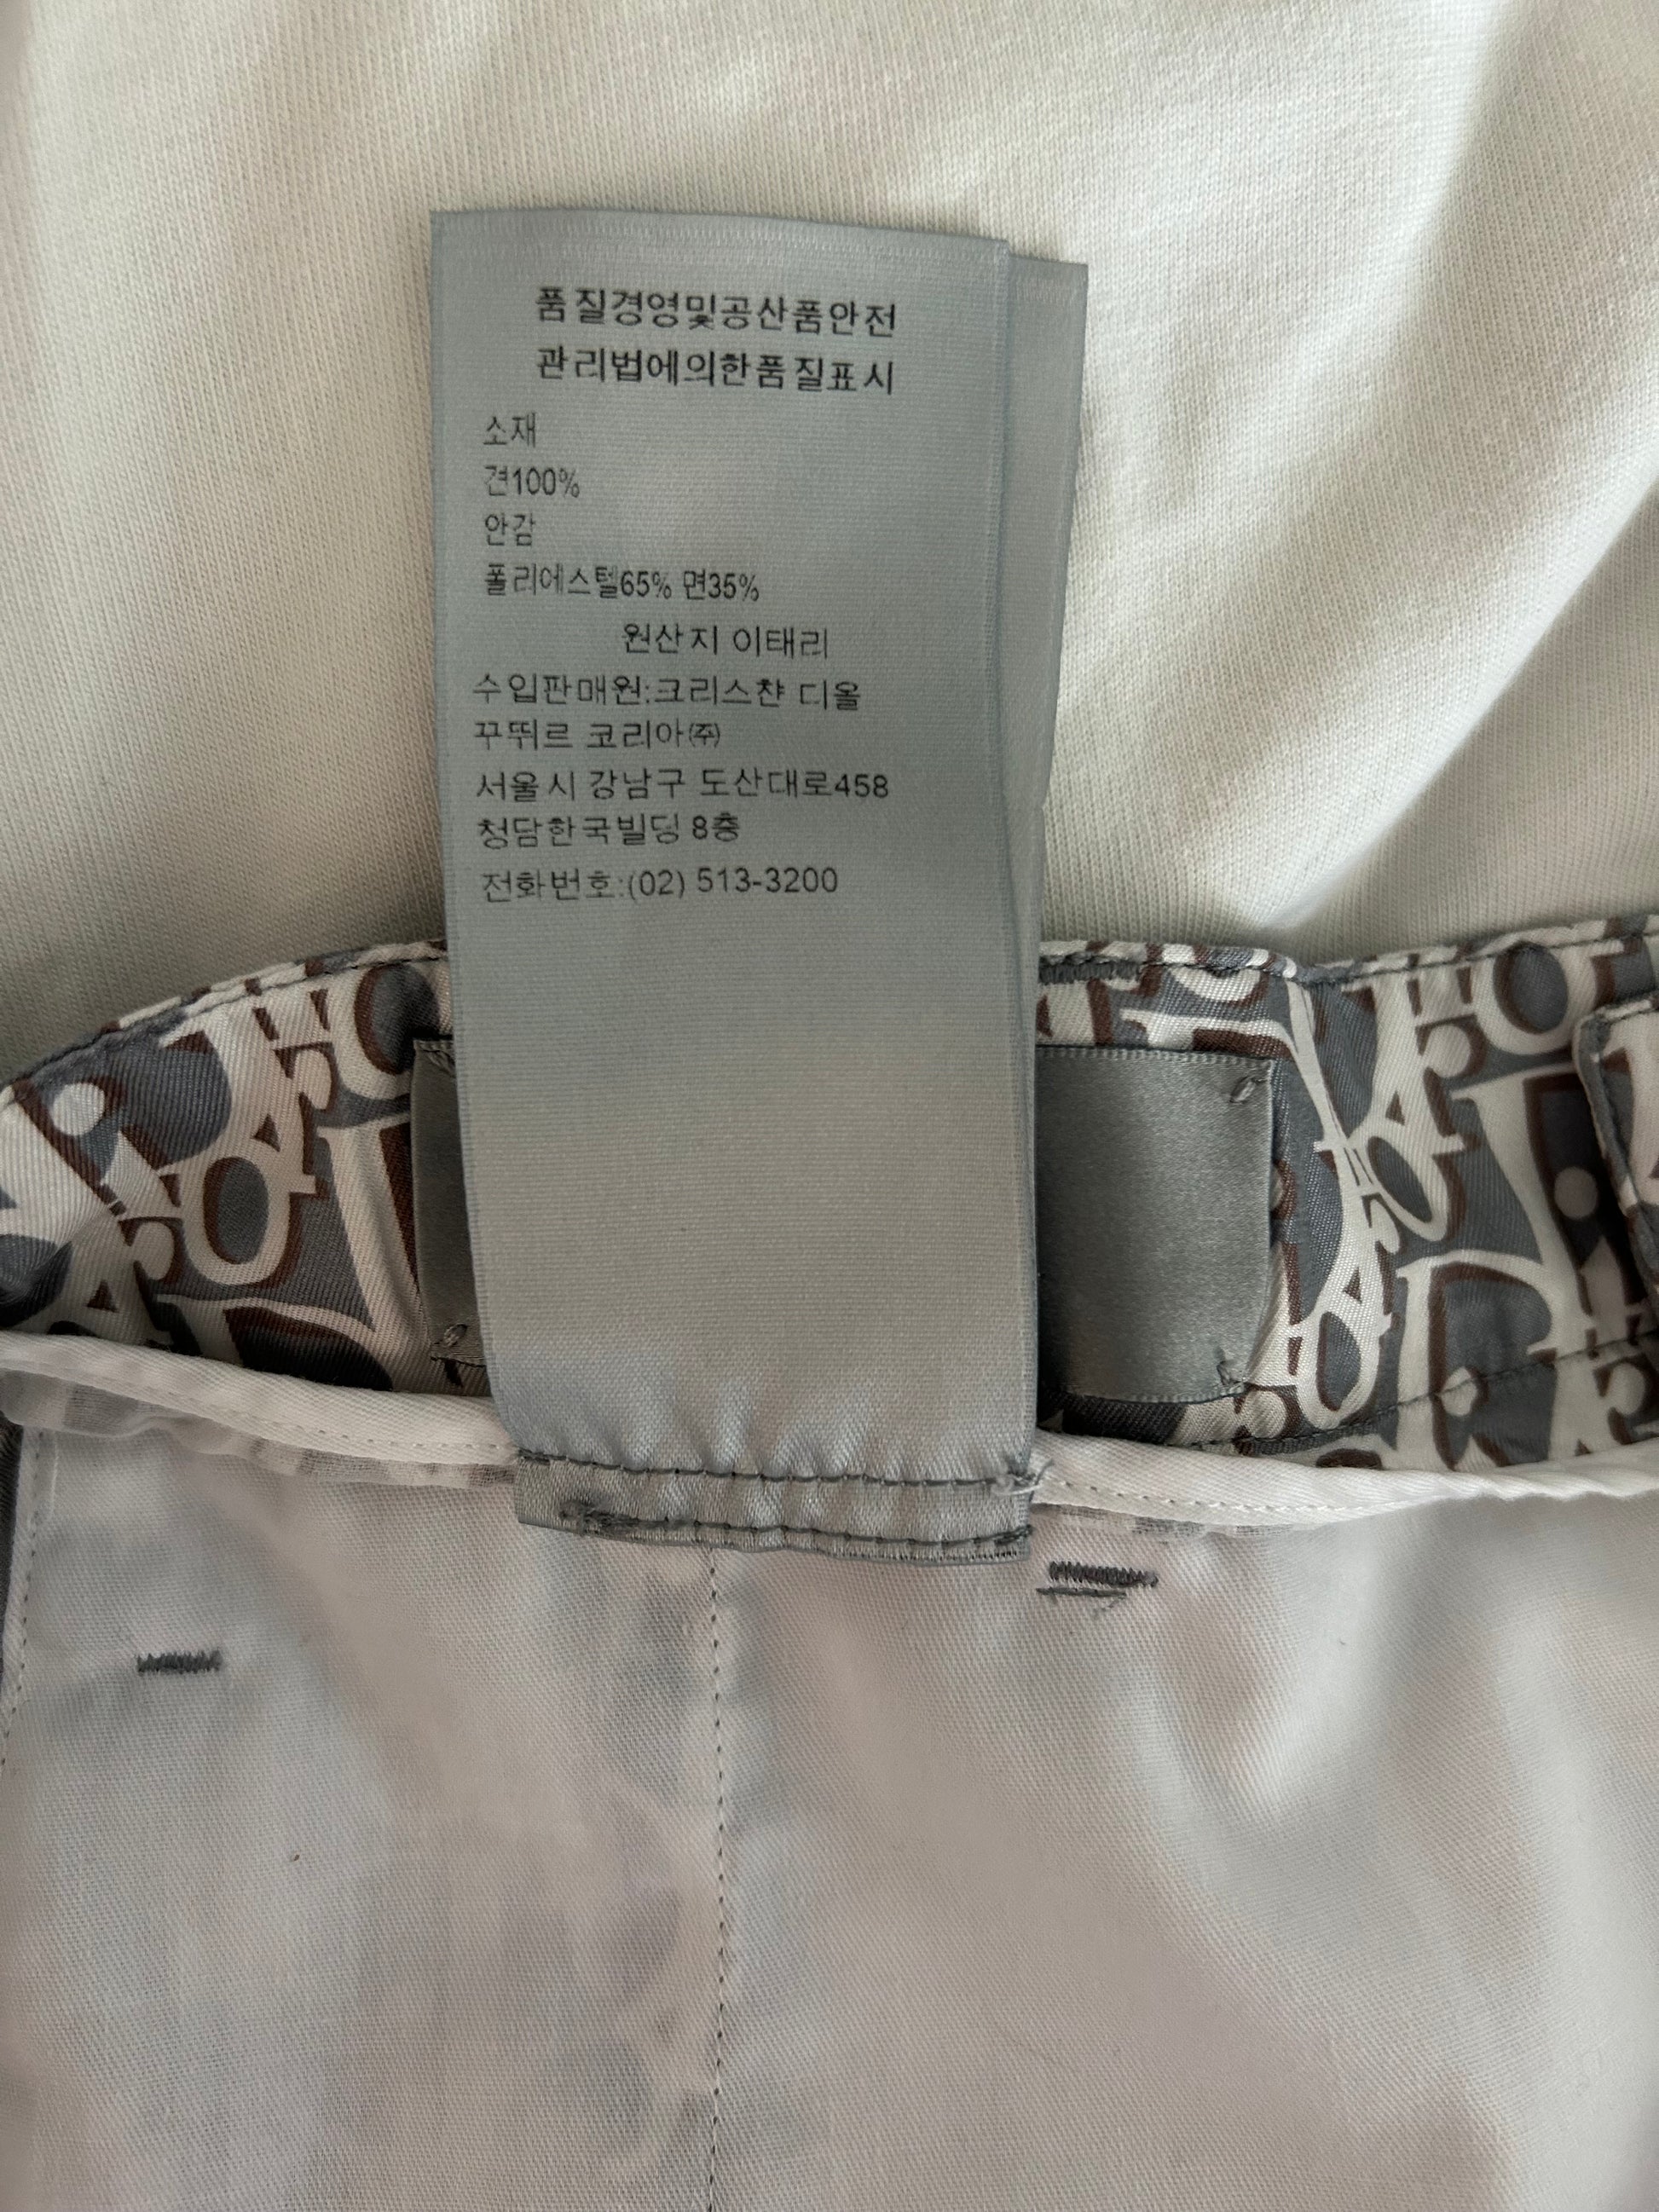 품질경영및공산품안전
관리법에의한품질표시
소재
견100%
안감
폴리에스텔65% 면35%
원산지 이태리
수입판매원:크리스챤 디올
꾸뛰르 코리아㈜
서울시 강남구 도산대로458
청담한국빌딩 8층
전화번호:(02) 513-3200